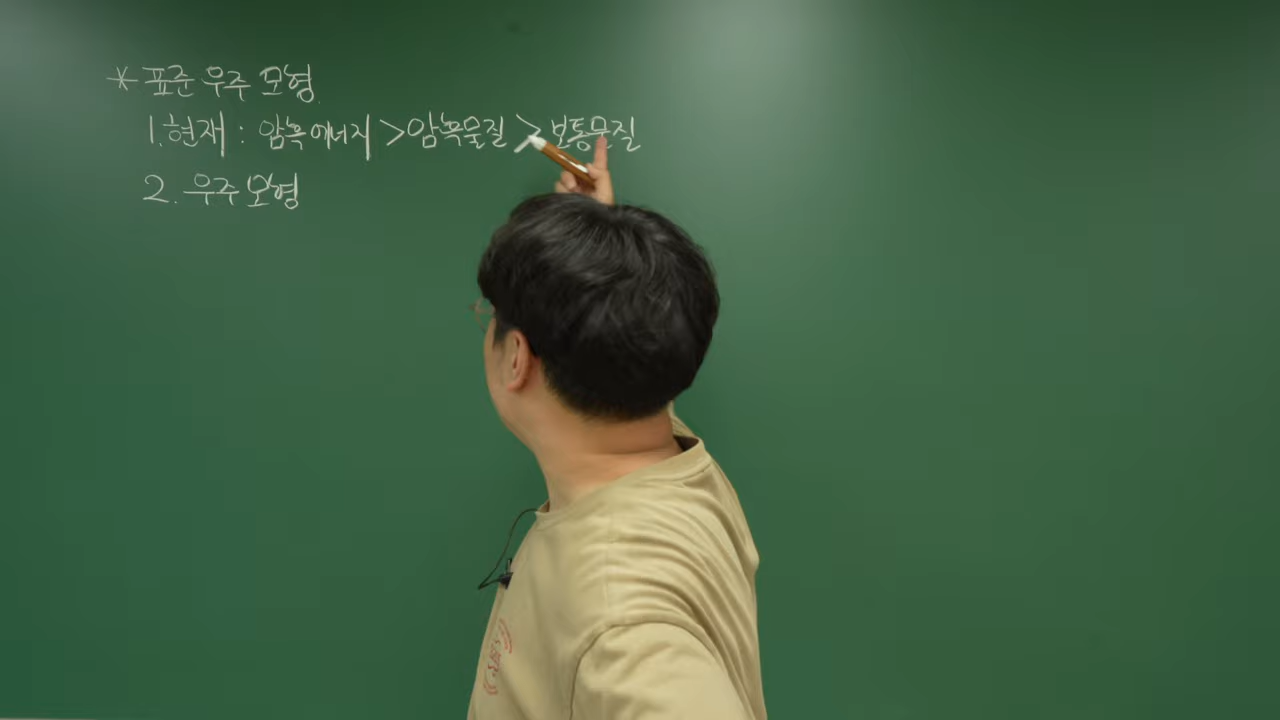 * 표준 우주 모형
1. 현재 : 암흑에너지 > 암흑물질 > 보통물질
2. 우주 모형